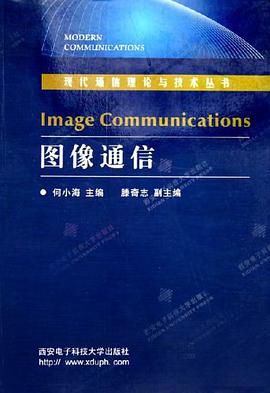 MODERN
COMMUNICATIONS
现代通信理论与技术丛书
Image Communications
图像通信
● 何小海 主编 滕奇志 副主编
西安电子科技大学出版社
http://www.xduph.com